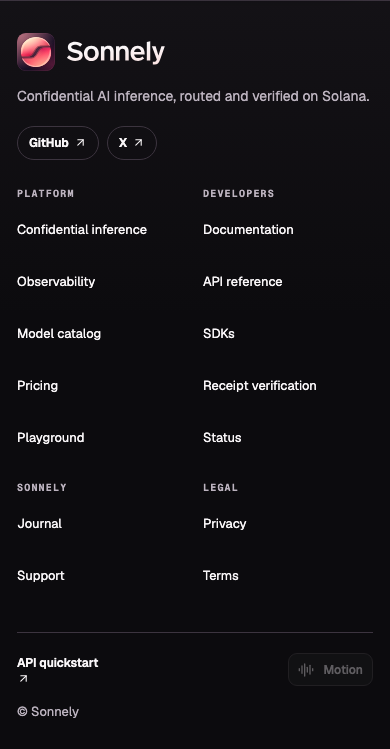 Sonnely
Confidential AI inference, routed and verified on Solana.
GitHub ↗
X ↗
PLATFORM
Confidential inference
Observability
Model catalog
Pricing
Playground
DEVELOPERS
Documentation
API reference
SDKs
Receipt verification
Status
SONNELY
Journal
Support
LEGAL
Privacy
Terms
API quickstart
↗
Motion
© Sonnely